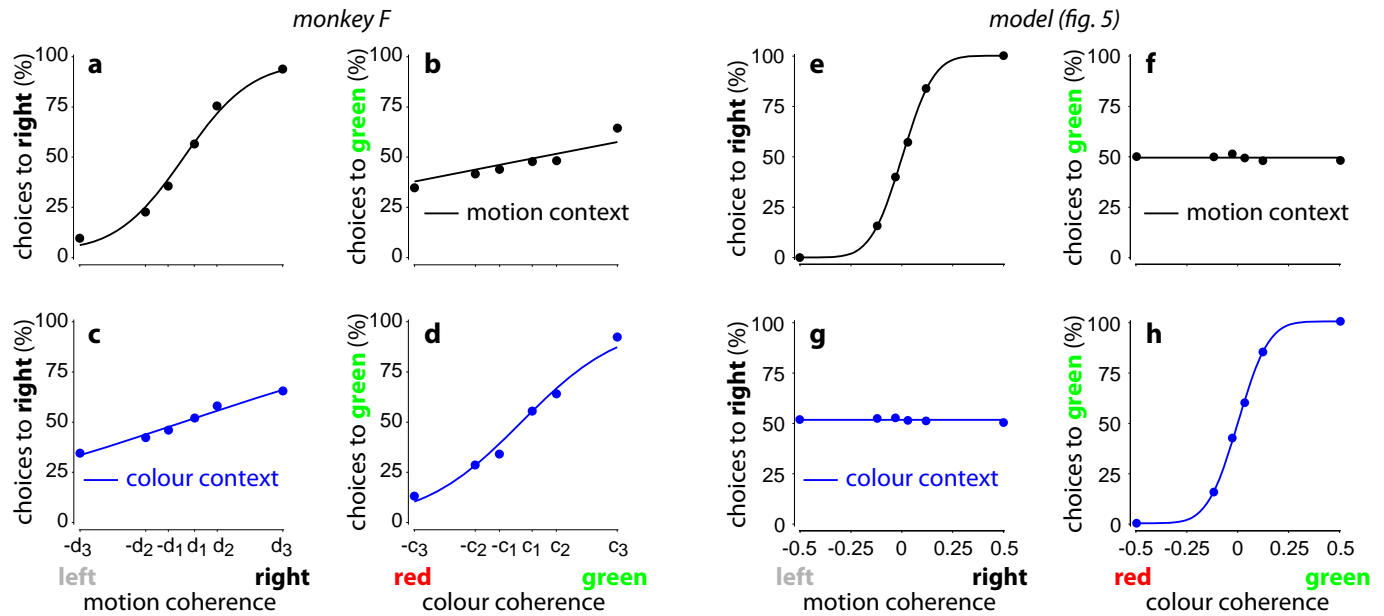 monkey F
model (fig. 5)
a
choices to right (%)
100
75
50
25
0
b
choices to green (%)
100
75
50
25
0
motion context
e
choice to right (%)
100
75
50
25
0
f
choices to green (%)
100
75
50
25
0
motion context
c
choices to right (%)
100
75
50
25
0
colour context
-d3 -d2 -d1 d1 d2 d3
left right
motion coherence
d
choices to green (%)
100
75
50
25
0
-c3 -c2 -c1 c1 c2 c3
red green
colour coherence
g
choices to right (%)
100
75
50
25
0
colour context
-0.5 -0.25 0 0.25 0.5
left right
motion coherence
h
choices to green (%)
100
75
50
25
0
-0.5 -0.25 0 0.25 0.5
red green
colour coherence